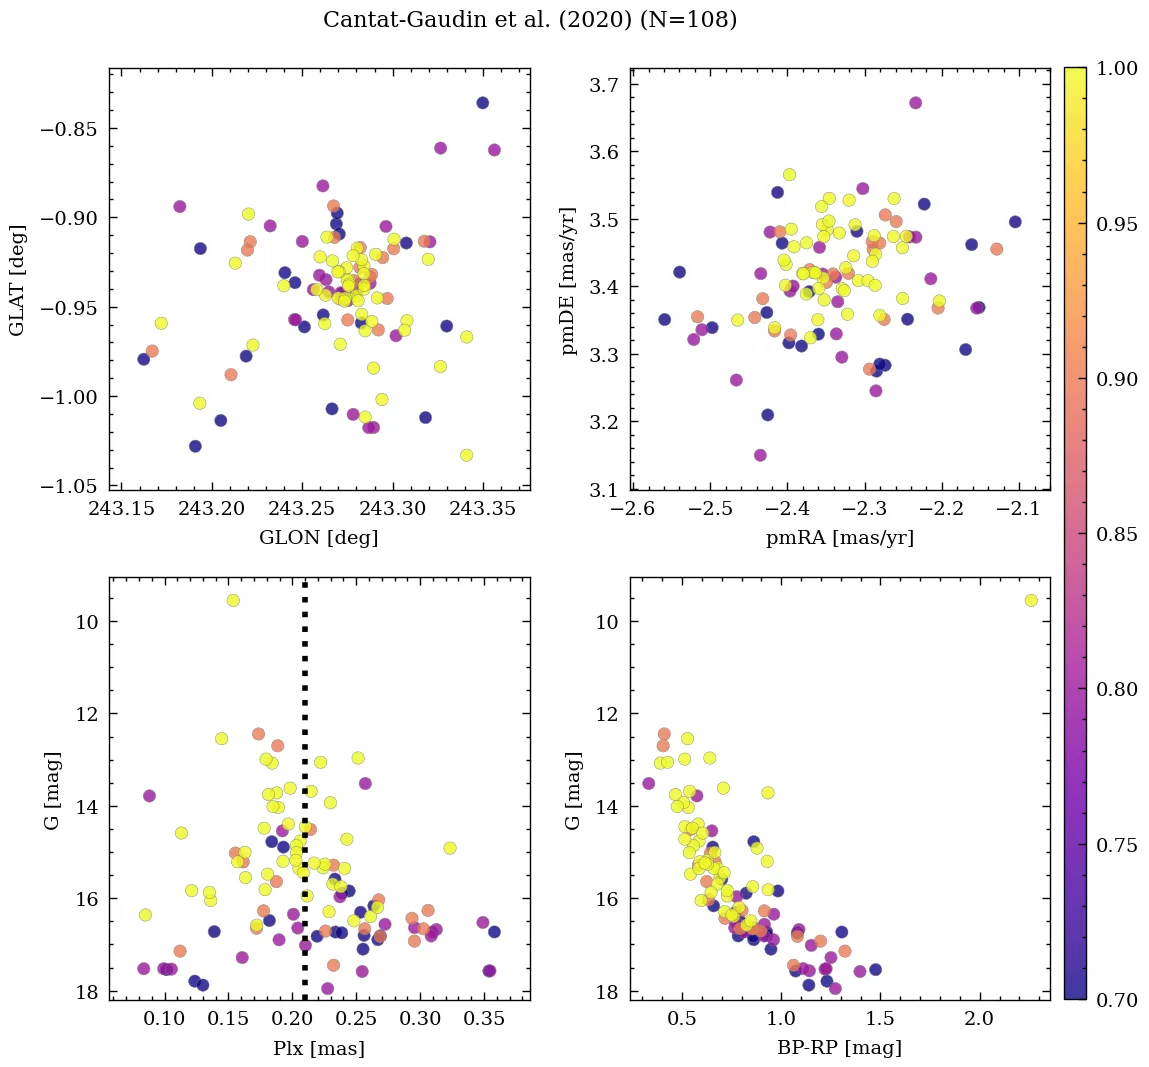 Cantat-Gaudin et al. (2020) (N=108)
−0.85
−0.90
−0.95
−1.00
−1.05
GLAT [deg]
243.15 243.20 243.25 243.30 243.35
GLON [deg]
3.7
3.6
3.5
3.4
3.3
3.2
3.1
pmDE [mas/yr]
−2.6 −2.5 −2.4 −2.3 −2.2 −2.1
pmRA [mas/yr]
10
12
14
16
18
G [mag]
0.10 0.15 0.20 0.25 0.30 0.35
Plx [mas]
10
12
14
16
18
G [mag]
0.5 1.0 1.5 2.0
BP-RP [mag]
1.00
0.95
0.90
0.85
0.80
0.75
0.70